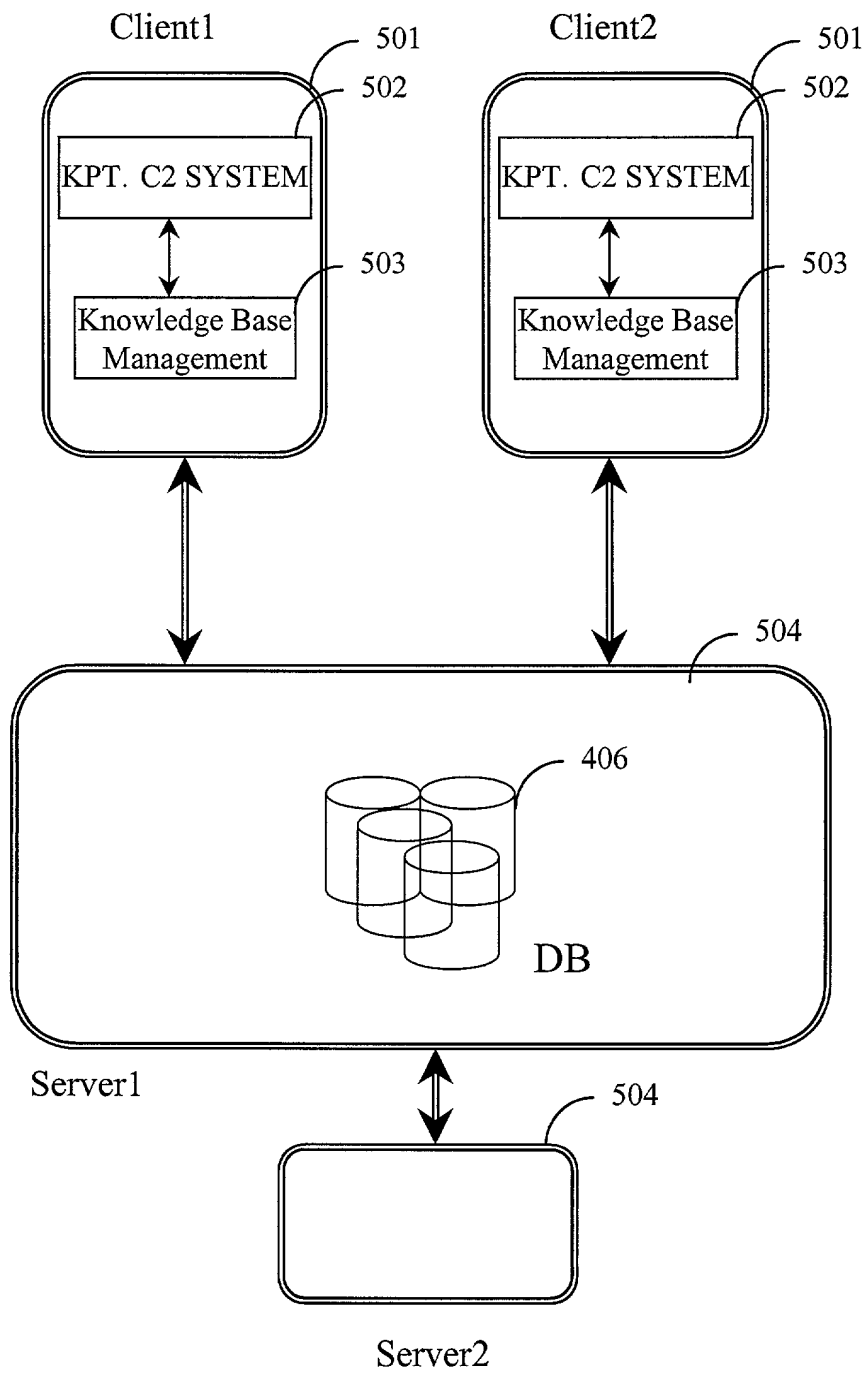 Client1
501
502
KPT. C2 SYSTEM
503
Knowledge Base
Management
Client2
501
502
KPT. C2 SYSTEM
503
Knowledge Base
Management
504
406
DB
Server1
504
Server2